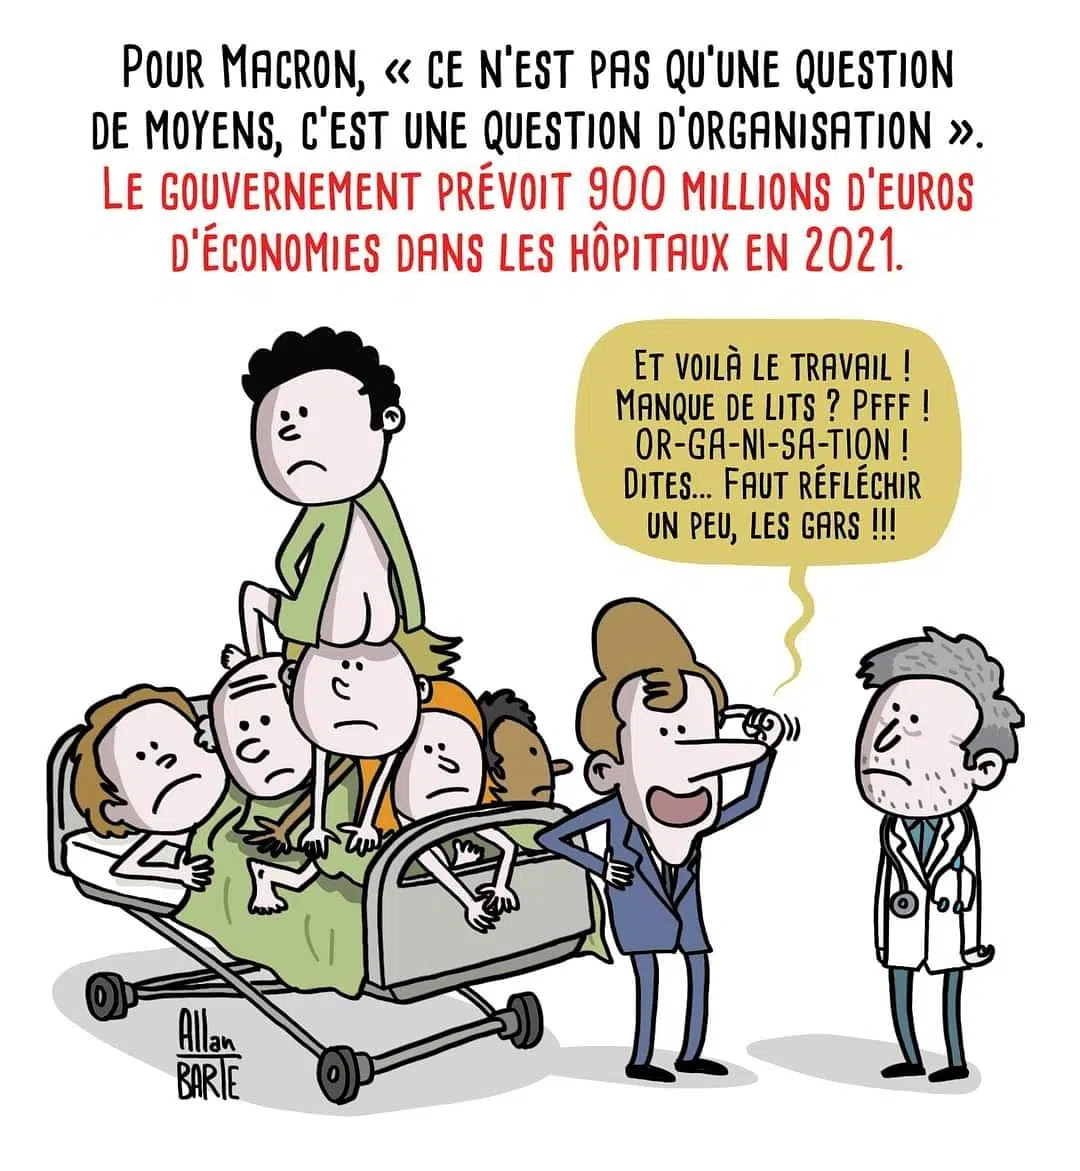 Pour Macron, « ce n'est pas qu'une question
de moyens, c'est une question d'organisation ».
Le gouvernement prévoit 900 millions d'euros
d'économies dans les hôpitaux en 2021.
Et voilà le travail !
Manque de lits ? Pfff !
OR-GA-NI-SA-TION !
Dites... Faut réfléchir
un peu, les gars !!!
Allan
BARTE